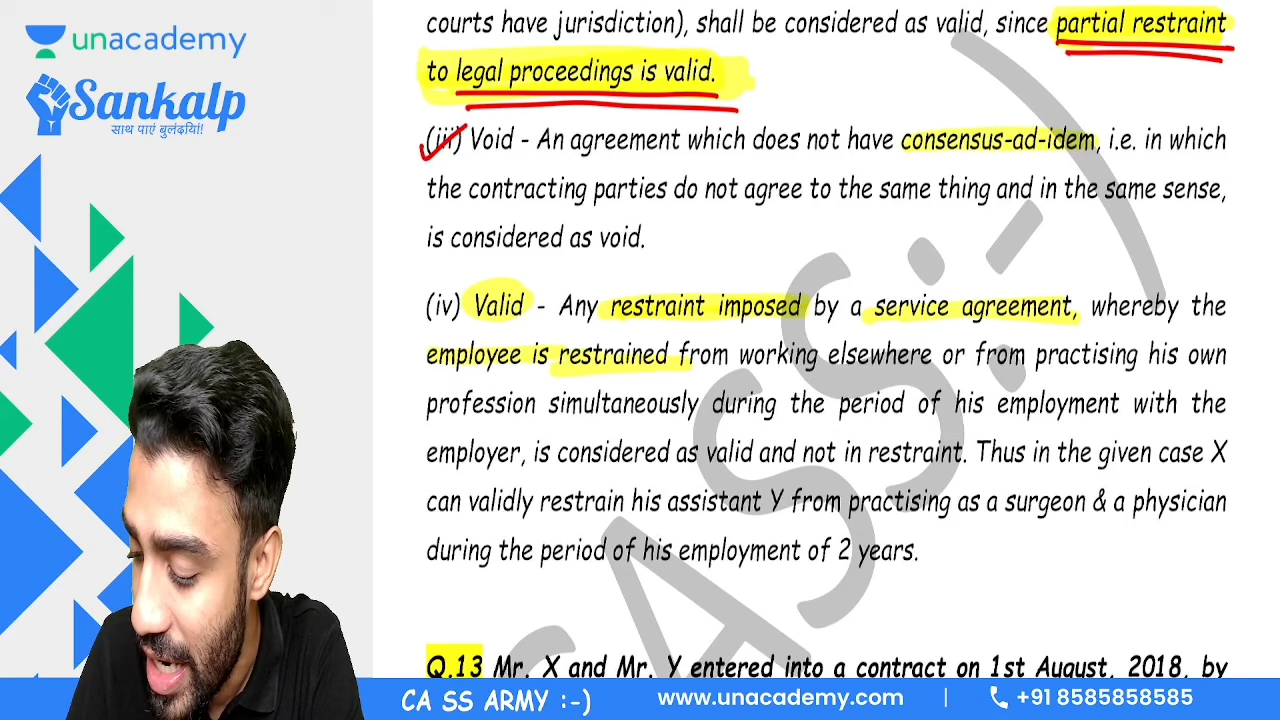 unacademy
Sankalp
साथ पाएं बुलंदियां!
courts have jurisdiction), shall be considered as valid, since partial restraint
to legal proceedings is valid.
(iii) Void - An agreement which does not have consensus-ad-idem, i.e. in which
the contracting parties do not agree to the same thing and in the same sense,
is considered as void.
(iv) Valid - Any restraint imposed by a service agreement, whereby the
employee is restrained from working elsewhere or from practising his own
profession simultaneously during the period of his employment with the
employer, is considered as valid and not in restraint. Thus in the given case X
can validly restrain his assistant Y from practising as a surgeon & a physician
during the period of his employment of 2 years.
Q.13 Mr. X and Mr. Y entered into a contract on 1st August, 2018, by
CASS:-)
CA SS ARMY :-)
www.unacademy.com
+91 8585858585